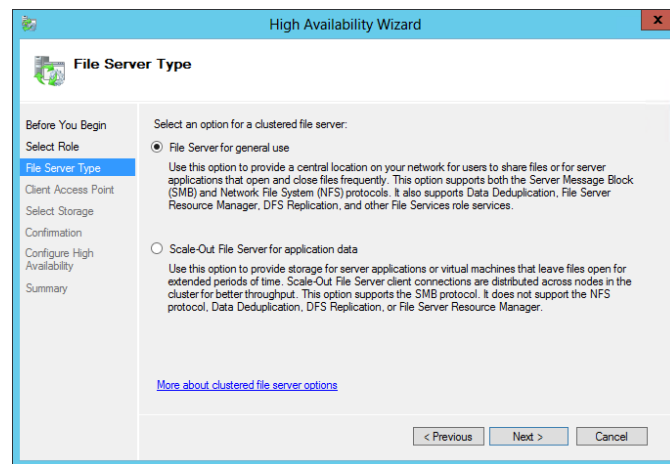 High Availability Wizard
x
File Server Type
Before You Begin
Select Role
File Server Type
Client Access Point
Select Storage
Confirmation
Configure High
Availability
Summary
Select an option for a clustered file server:
File Server for general use
Use this option to provide a central location on your network for users to share files or for server
applications that open and close files frequently. This option supports both the Server Message Block
(SMB) and Network File System (NFS) protocols. It also supports Data Deduplication, File Server
Resource Manager, DFS Replication, and other File Services role services.
Scale-Out File Server for application data
Use this option to provide storage for server applications or virtual machines that leave files open for
extended periods of time. Scale-Out File Server client connections are distributed across nodes in the
cluster for better throughput. This option supports the SMB protocol. It does not support the NFS
protocol, Data Deduplication, DFS Replication, or File Server Resource Manager.
More about clustered file server options
< Previous
Next >
Cancel